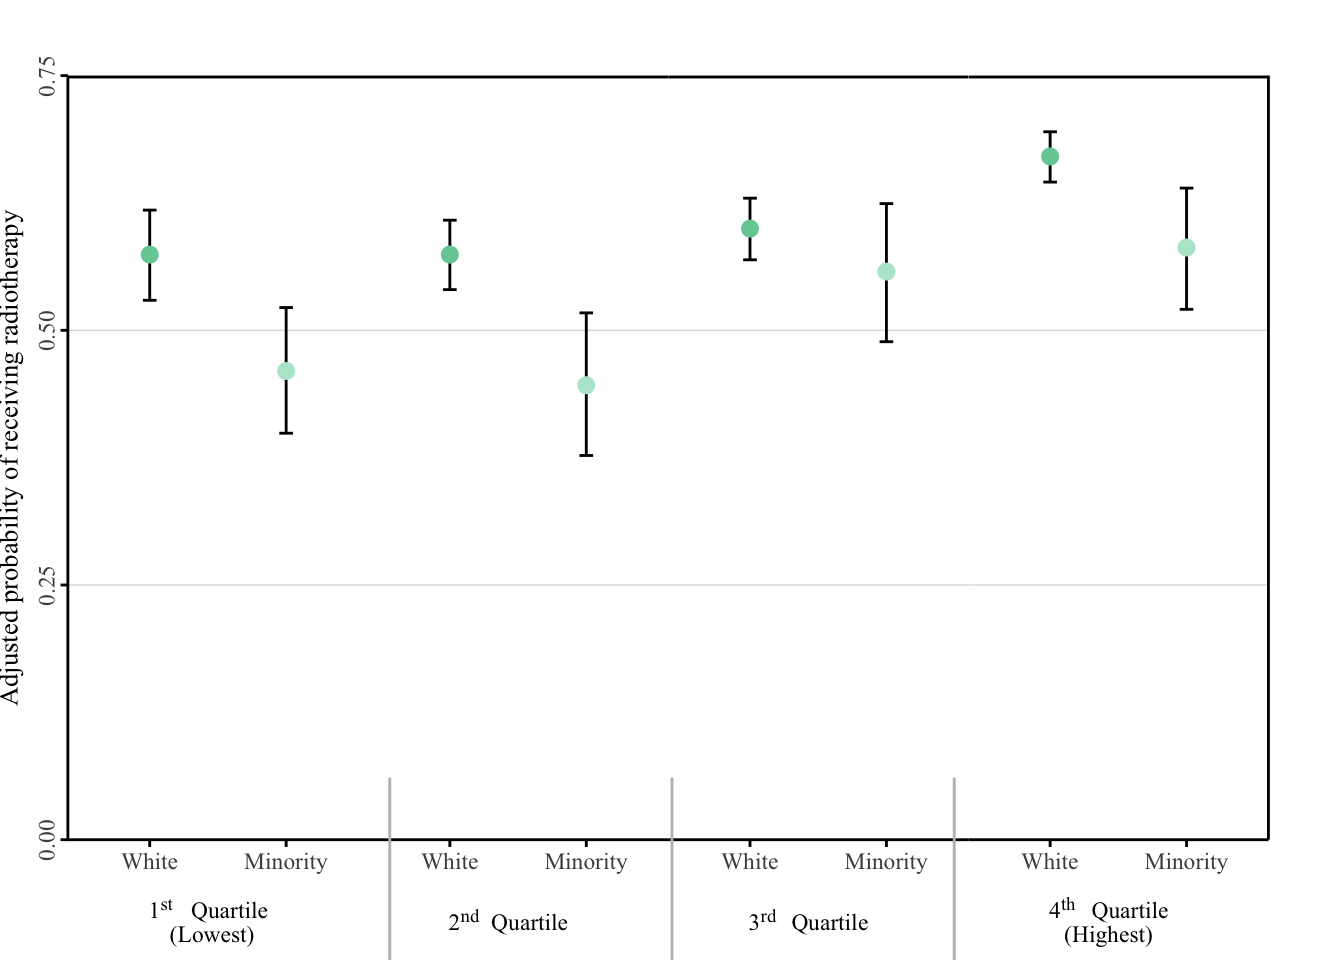 Adjusted probability of receiving radiotherapy
0.75
0.50
0.25
0.00
White Minority White Minority White Minority White Minority
1st Quartile
(Lowest)
2nd Quartile
3rd Quartile
4th Quartile
(Highest)